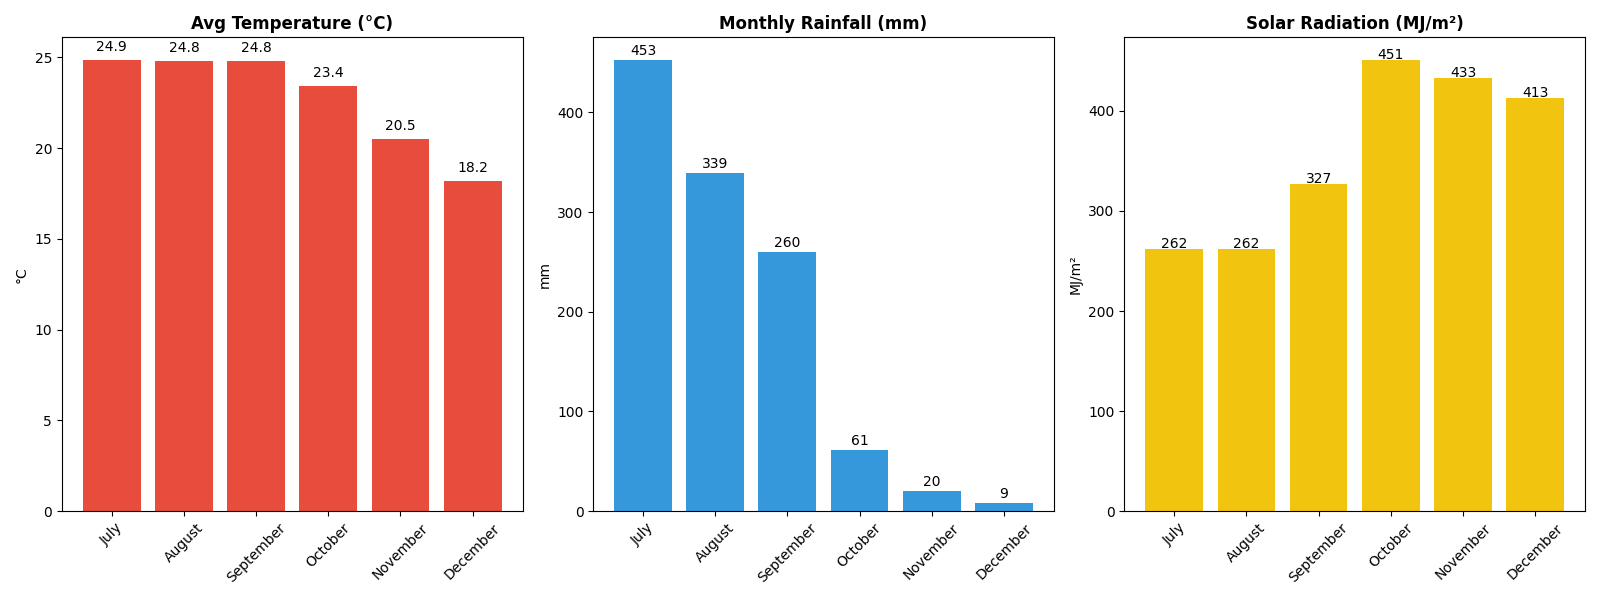 Avg Temperature (°C)
°C
25
20
15
10
5
0
24.9
24.8
24.8
23.4
20.5
18.2
July
August
September
October
November
December
Monthly Rainfall (mm)
mm
400
300
200
100
0
453
339
260
61
20
9
July
August
September
October
November
December
Solar Radiation (MJ/m²)
MJ/m²
400
300
200
100
0
262
262
327
451
433
413
July
August
September
October
November
December